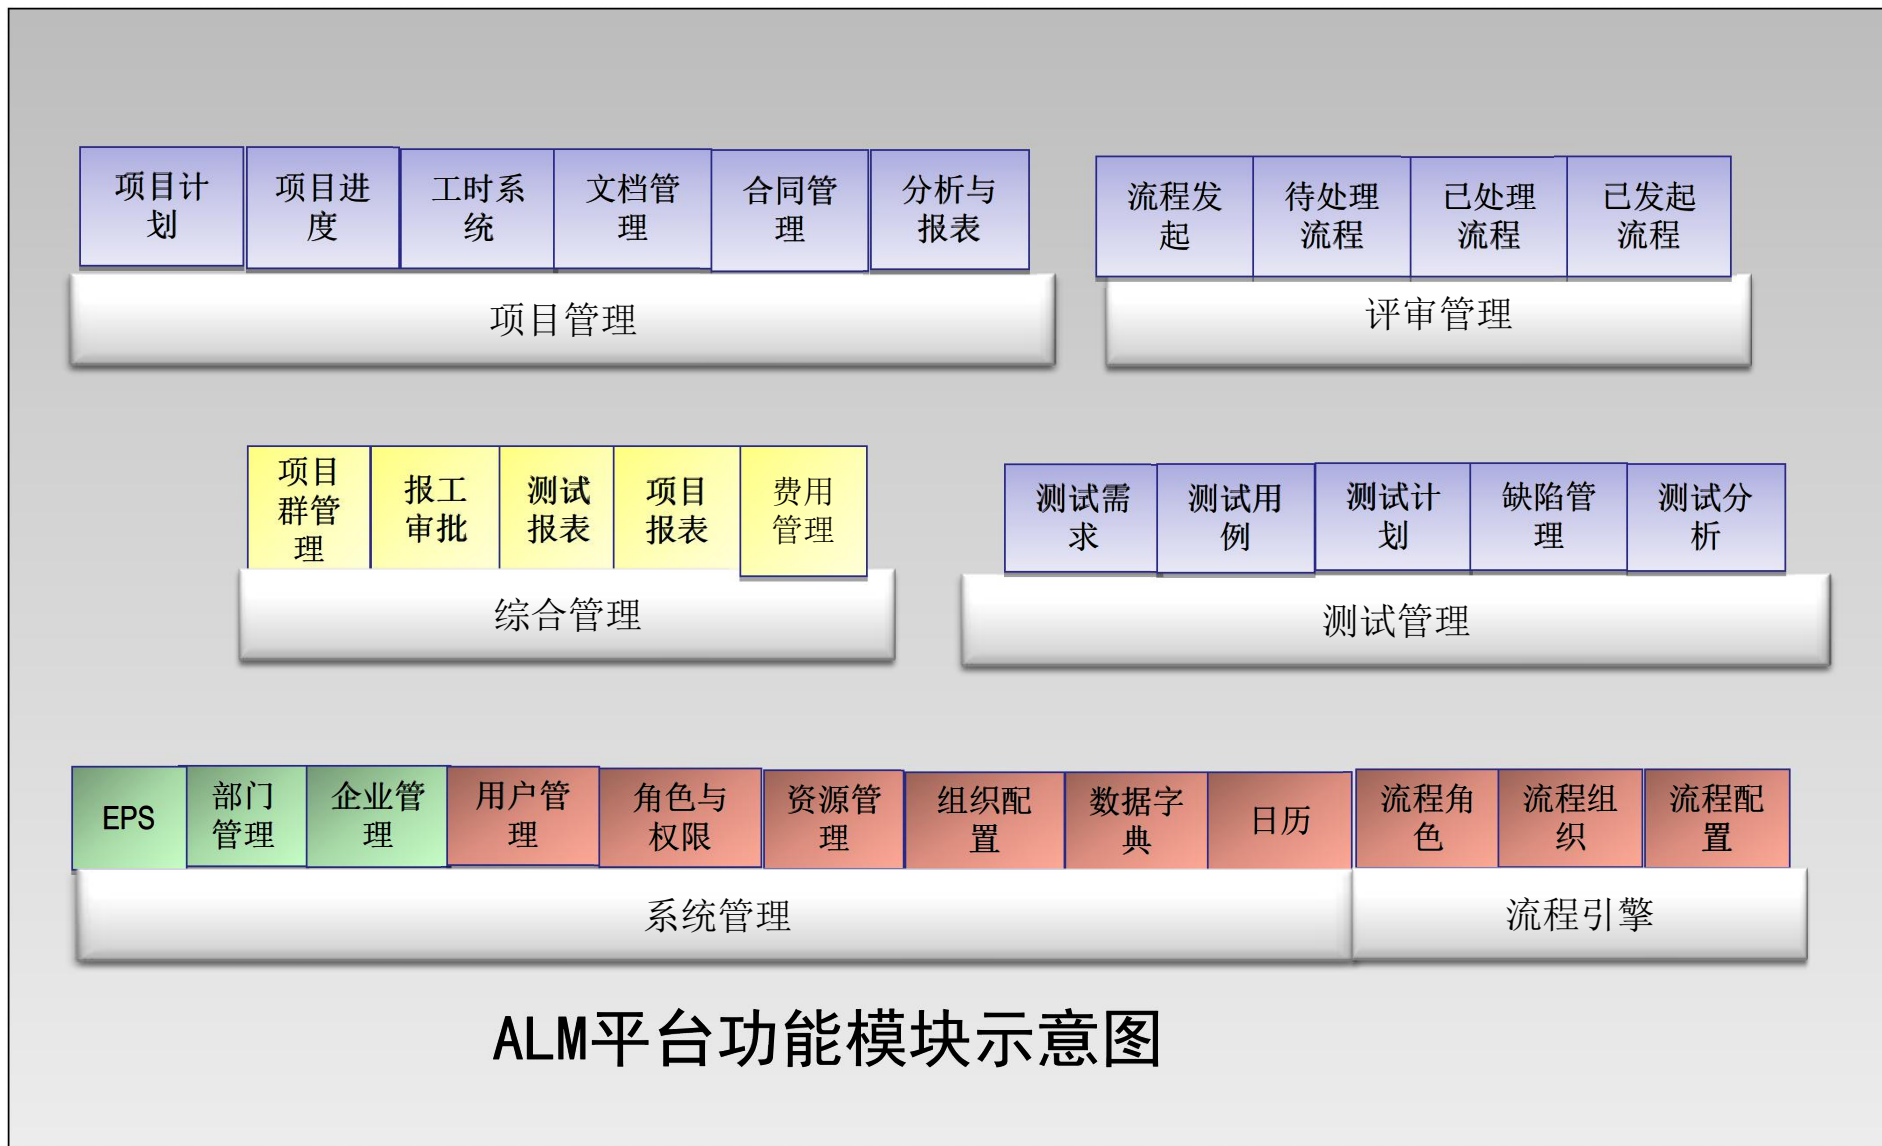 项目计
划
项目进
度
工时系
统
文档管
理
合同管
理
分析与
报表
项目管理
流程发
起
待处理
流程
已处理
流程
已发起
流程
评审管理
项目
群管
理
报工
审批
测试
报表
项目
报表
费用
管理
综合管理
测试需
求
测试用
例
测试计
划
缺陷管
理
测试分
析
测试管理
EPS
部门
管理
企业管
理
用户管
理
角色与
权限
资源管
理
组织配
置
数据字
典
日历
系统管理
流程角
色
流程组
织
流程配
置
流程引擎
ALM平台功能模块示意图